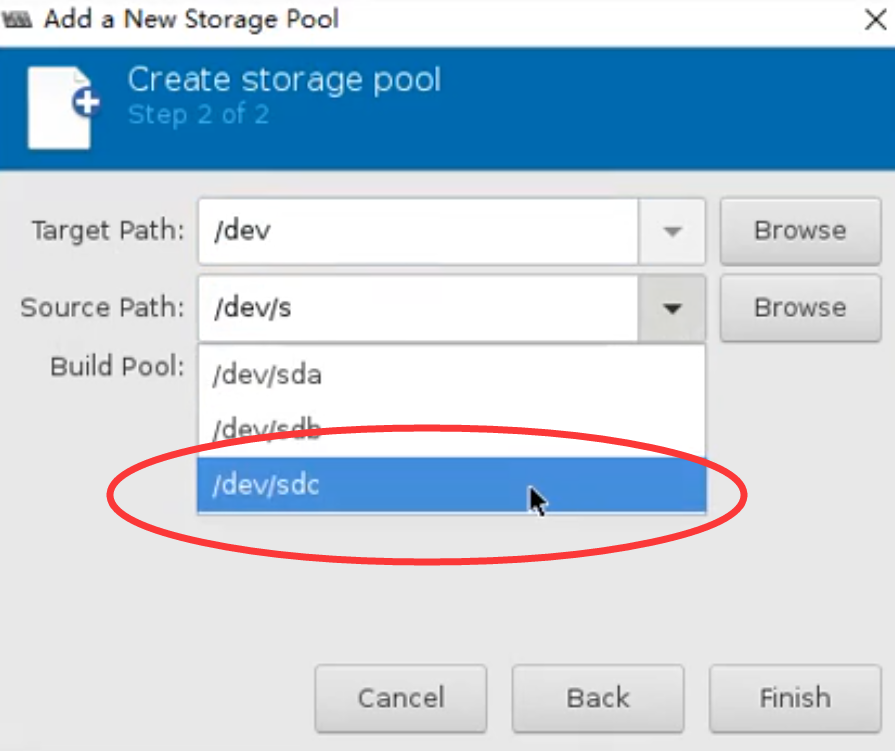 Add a New Storage Pool
Create storage pool
Step 2 of 2
Target Path: /dev Browse
Source Path: /dev/s Browse
Build Pool:
/dev/sda
/dev/sdb
/dev/sdc
Cancel Back Finish